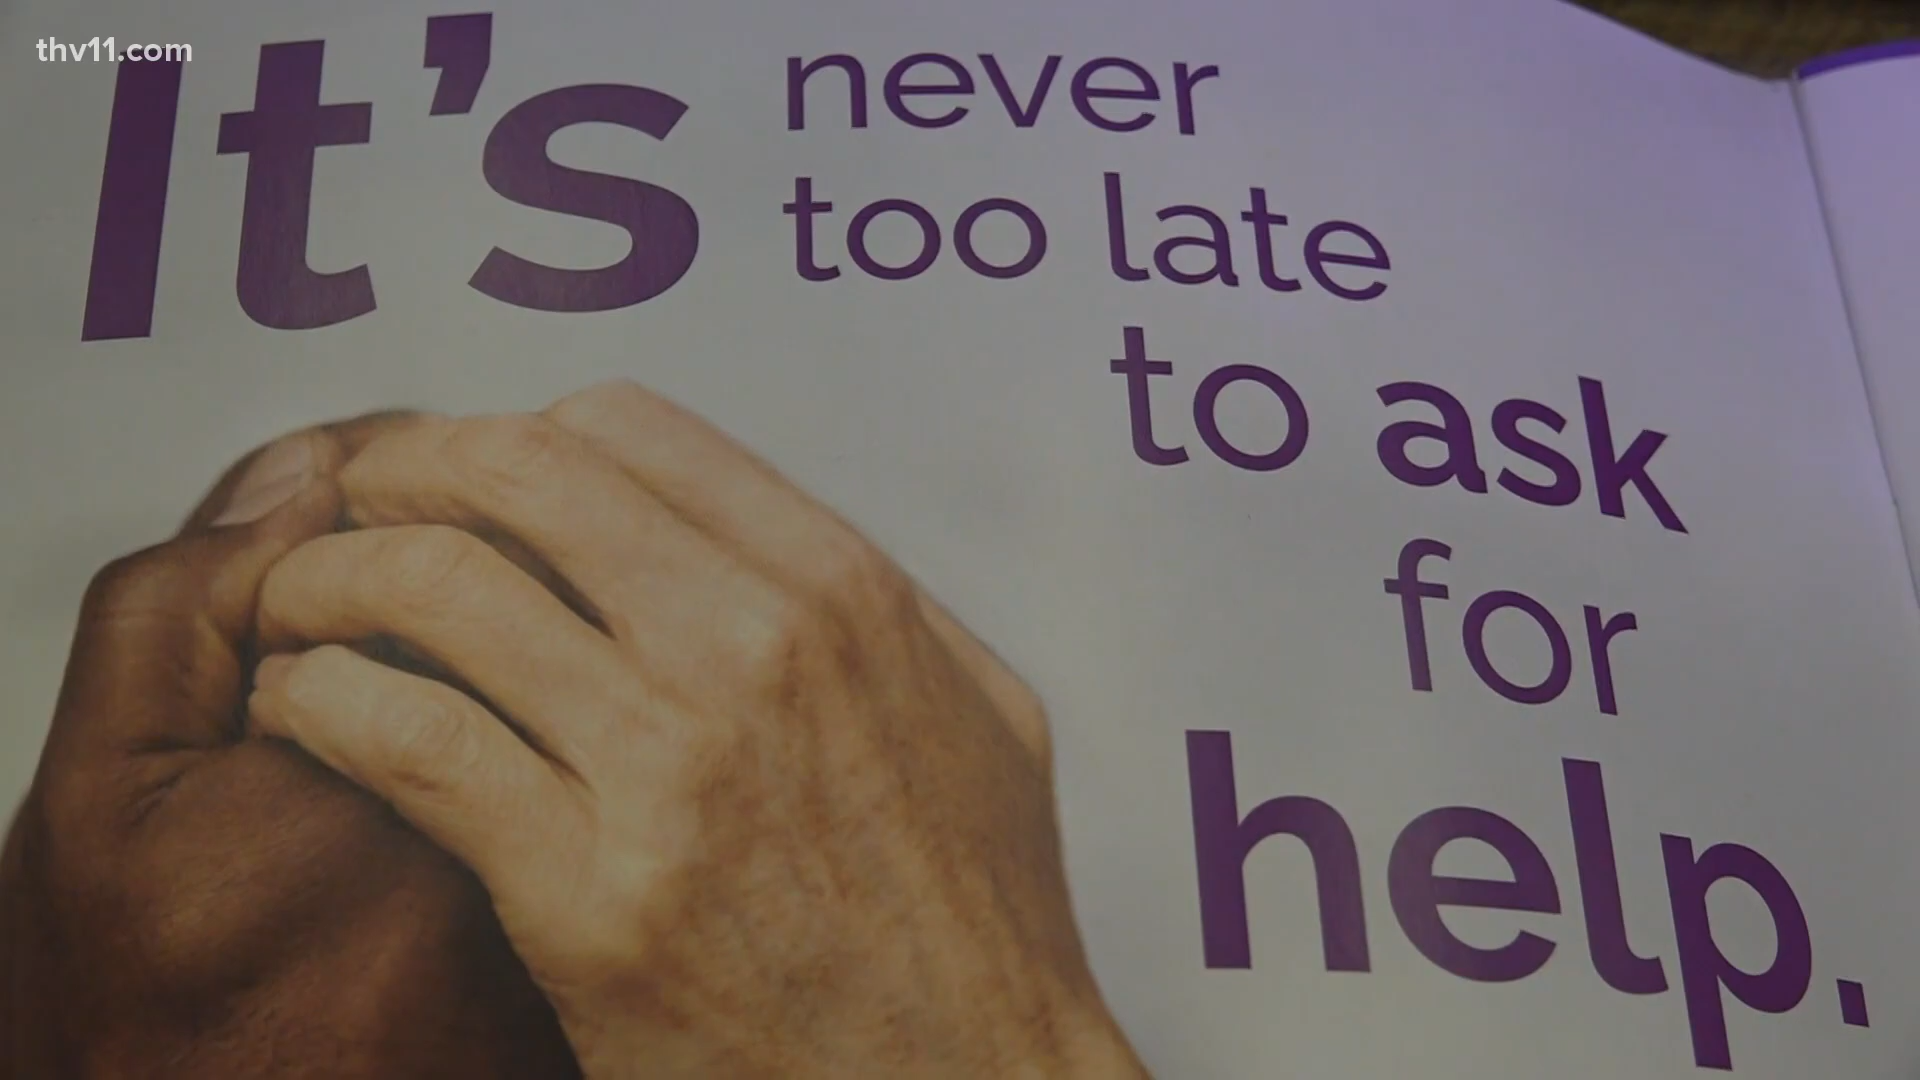 thv11.com
It's never
too late
to ask
for
help.